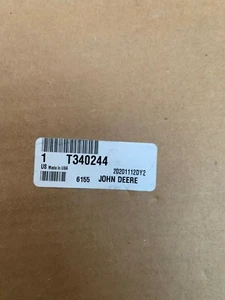 1 T340244
US Made in USA
20201112DY2
6155 JOHN DEERE